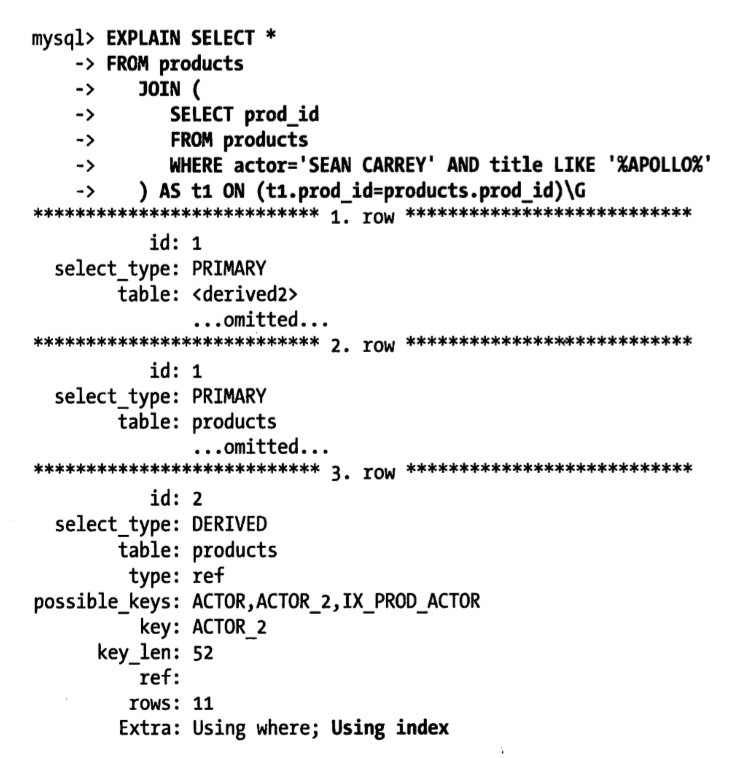 mysql> EXPLAIN SELECT *
    -> FROM products
    ->    JOIN (
    ->       SELECT prod_id
    ->       FROM products
    ->       WHERE actor='SEAN CARREY' AND title LIKE '%APOLLO%'
    ->    ) AS t1 ON (t1.prod_id=products.prod_id)\G
*************************** 1. row ***************************
           id: 1
  select_type: PRIMARY
        table: <derived2>
               ...omitted...
*************************** 2. row ***************************
           id: 1
  select_type: PRIMARY
        table: products
               ...omitted...
*************************** 3. row ***************************
           id: 2
  select_type: DERIVED
        table: products
         type: ref
possible_keys: ACTOR,ACTOR_2,IX_PROD_ACTOR
          key: ACTOR_2
      key_len: 52
          ref:
         rows: 11
        Extra: Using where; Using index